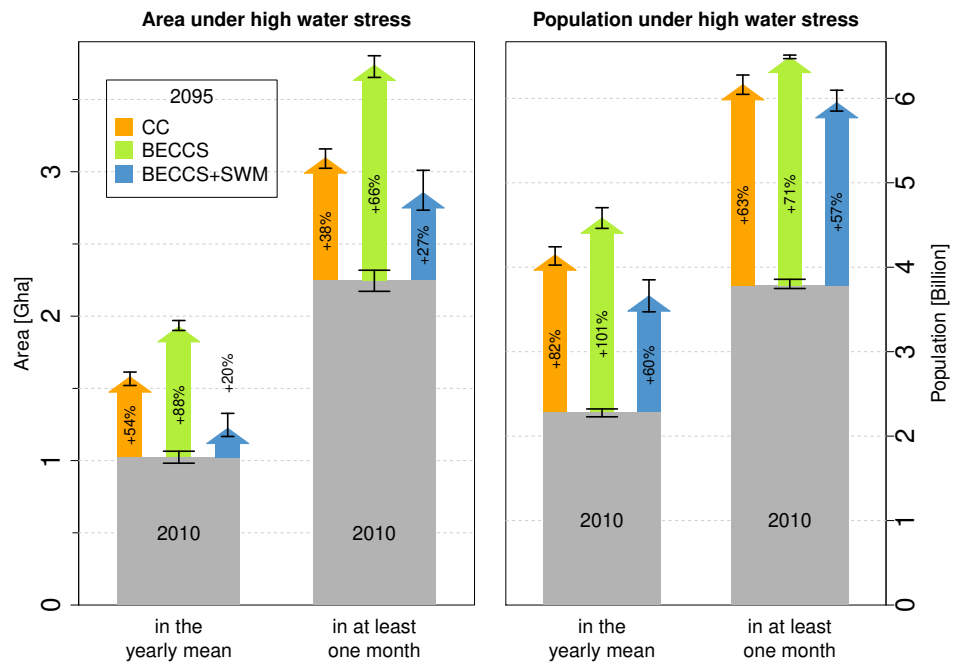 Area under high water stress
Population under high water stress
2095
CC
BECCS
BECCS+SWM
Area [Gha]
0
1
2
3
+54%
+88%
+20%
2010
+38%
+66%
+27%
2010
in the
yearly mean
in at least
one month
+82%
+101%
+60%
2010
+63%
+71%
+57%
2010
in the
yearly mean
in at least
one month
0
1
2
3
4
5
6
Population [Billion]